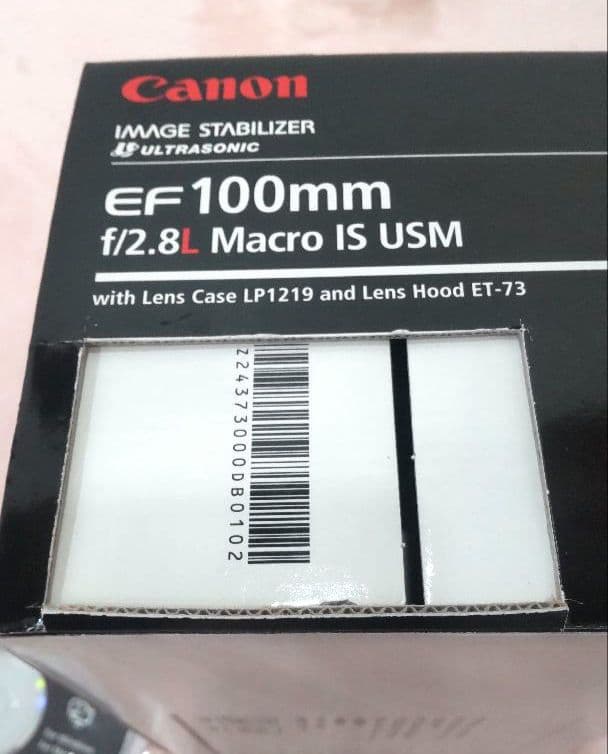 Canon
IMAGE STABILIZER
ULTRASONIC
EF100mm
f/2.8L Macro IS USM
with Lens Case LP1219 and Lens Hood ET-73
Z24373000DB0102